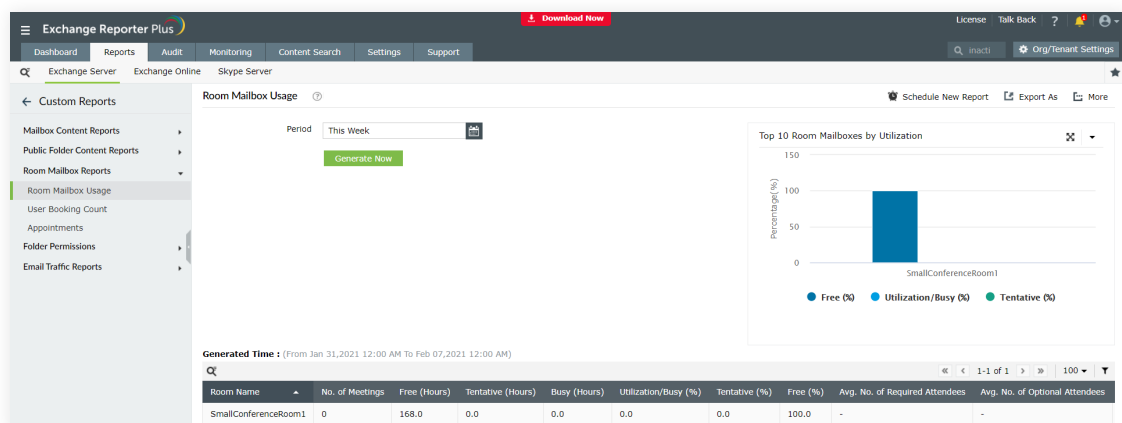 Download Now
Exchange Reporter Plus
License Talk Back ?
Dashboard Reports Audit Monitoring Content Search Settings Support
inacti
Org/Tenant Settings
Exchange Server Exchange Online Skype Server
← Custom Reports
Mailbox Content Reports
Public Folder Content Reports
Room Mailbox Reports
Room Mailbox Usage
User Booking Count
Appointments
Folder Permissions
Email Traffic Reports
Room Mailbox Usage ?
Schedule New Report Export As More
Period This Week
Generate Now
Top 10 Room Mailboxes by Utilization
150
100
50
0
Percentage(%)
SmallConferenceRoom1
Free (%) Utilization/Busy (%) Tentative (%)
Generated Time : (From Jan 31,2021 12:00 AM To Feb 07,2021 12:00 AM)
« ‹ 1-1 of 1 › » 100
Room Name No. of Meetings Free (Hours) Tentative (Hours) Busy (Hours) Utilization/Busy (%) Tentative (%) Free (%) Avg. No. of Required Attendees Avg. No. of Optional Attendees
SmallConferenceRoom1 0 168.0 0.0 0.0 0.0 0.0 100.0 - -